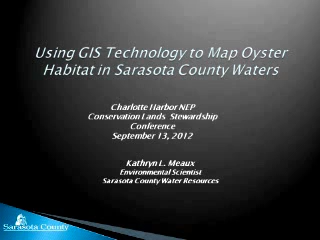 Using GIS Technology to Map Oyster
Habitat in Sarasota County Waters
Charlotte Harbor NEP
Conservation Lands Stewardship
Conference
September 13, 2012
Kathryn L. Meaux
Environmental Scientist
Sarasota County Water Resources
Sarasota County